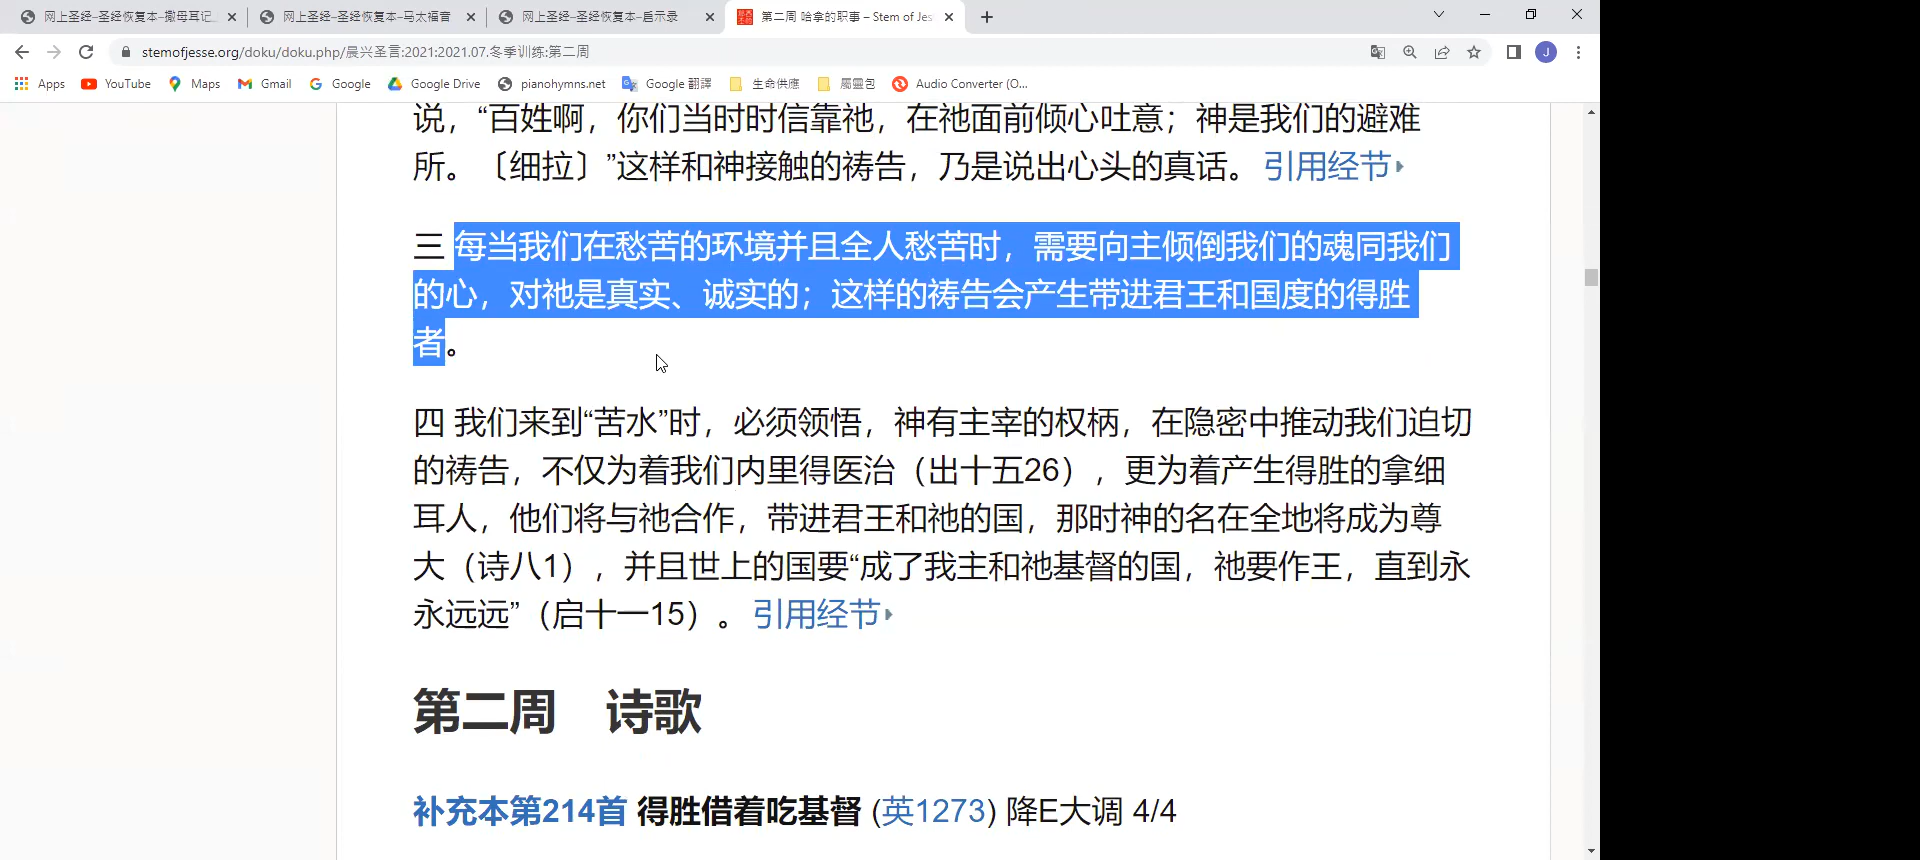 网上圣经–圣经恢复本–撒母耳记
网上圣经–圣经恢复本–马太福音
网上圣经–圣经恢复本–启示录
第二周 哈拿的职事 – Stem of Jes
stemofjesse.org/doku/doku.php/晨兴圣言:2021:2021.07.冬季训练:第二周
J
Apps
YouTube
Maps
Gmail
Google
Google Drive
pianohymns.net
Google 翻譯
生命供應
屬靈包
Audio Converter (O...
说，“百姓啊，你们当时时信靠祂，在祂面前倾心吐意；神是我们的避难
所。〔细拉〕”这样和神接触的祷告，乃是说出心头的真话。 引用经节
三 每当我们在愁苦的环境并且全人愁苦时，需要向主倾倒我们的魂同我们
的心，对祂是真实、诚实的；这样的祷告会产生带进君王和国度的得胜
者。
四 我们来到“苦水”时，必须领悟，神有主宰的权柄，在隐密中推动我们迫切
的祷告，不仅为着我们内里得医治（出十五26），更为着产生得胜的拿细
耳人，他们将与祂合作，带进君王和祂的国，那时神的名在全地将成为尊
大（诗八1），并且世上的国要“成了我主和祂基督的国，祂要作王，直到永
永远远”（启十一15）。 引用经节
第二周　诗歌
补充本第214首 得胜借着吃基督 (英1273) 降E大调 4/4